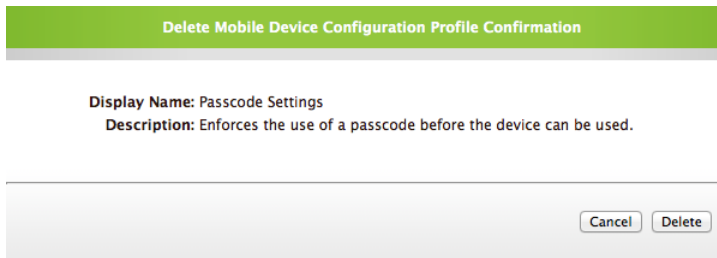 Delete Mobile Device Configuration Profile Confirmation
Display Name: Passcode Settings
Description: Enforces the use of a passcode before the device can be used.
Cancel Delete